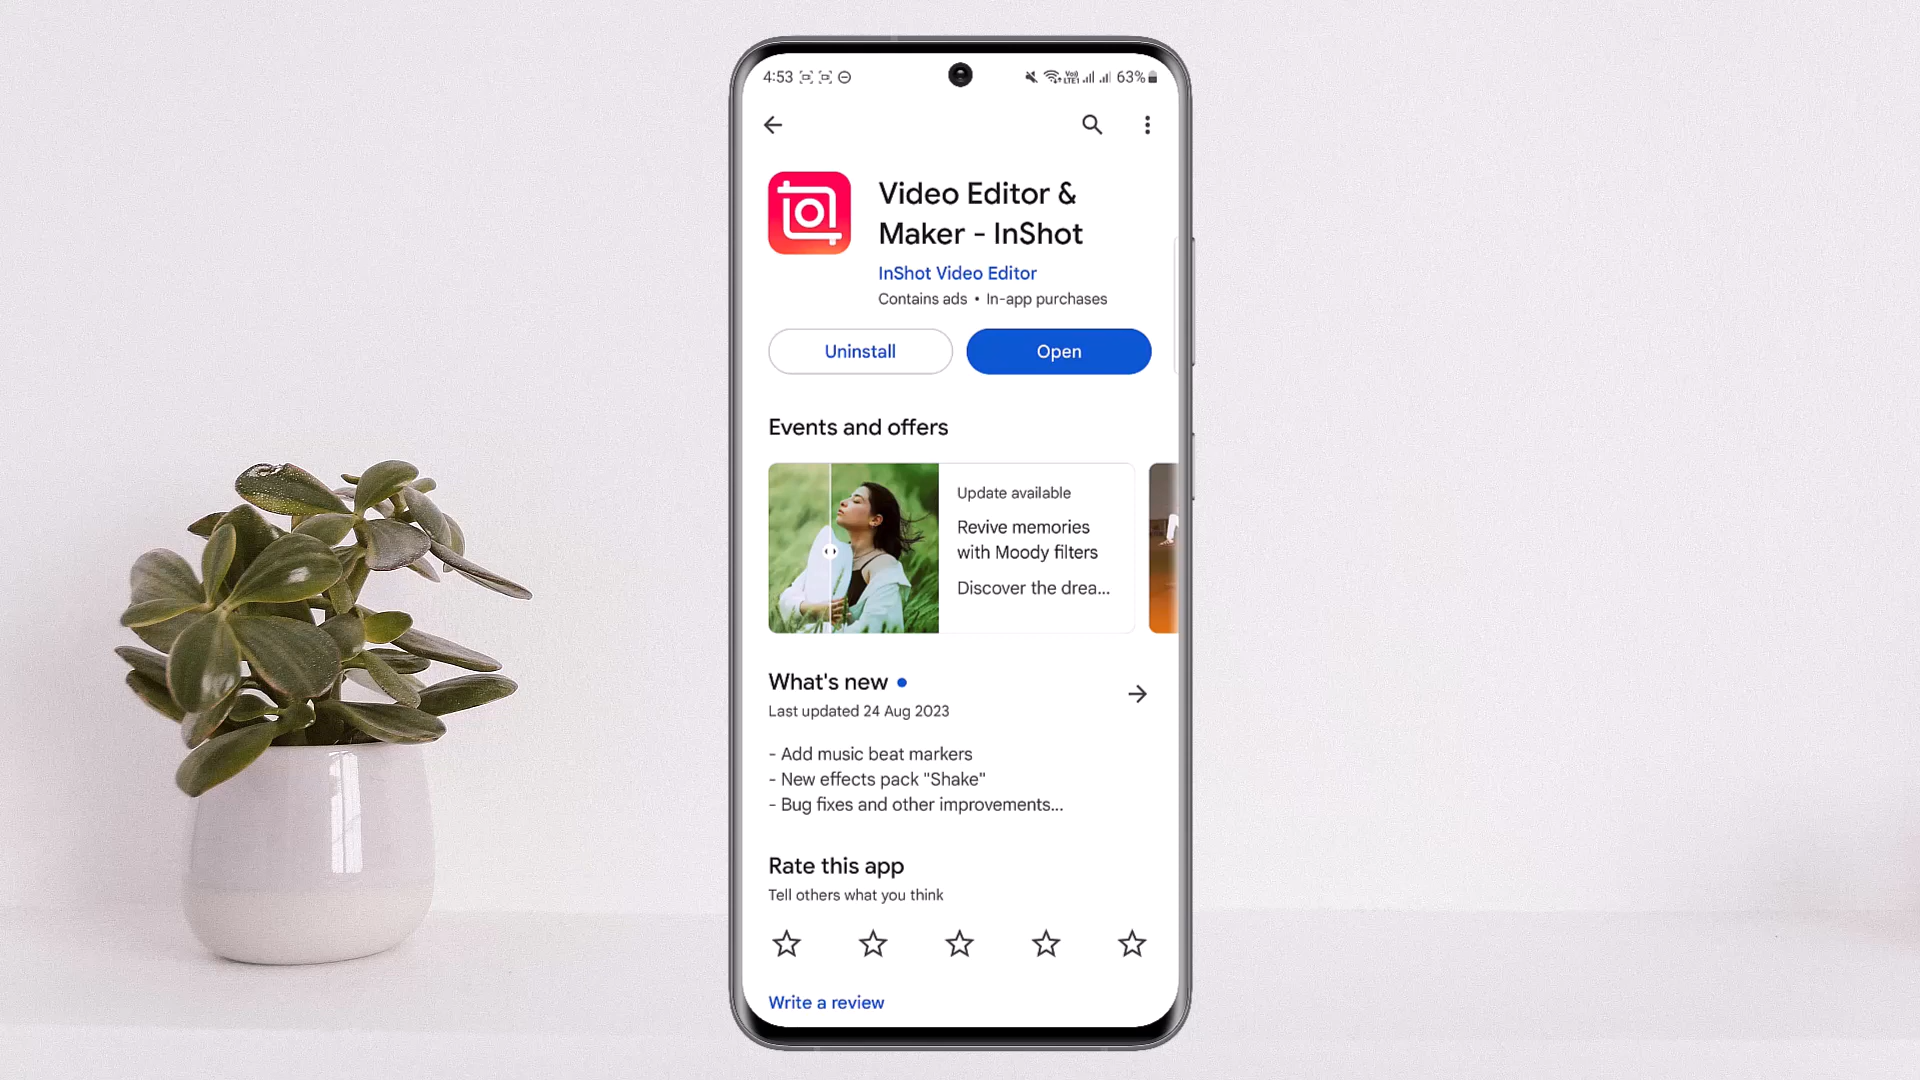 4:53
Vo)) LTE1
63%
Video Editor &
Maker - InShot
InShot Video Editor
Contains ads • In-app purchases
Uninstall
Open
Events and offers
Update available
Revive memories
with Moody filters
Discover the drea...
What's new
Last updated 24 Aug 2023
- Add music beat markers
- New effects pack "Shake"
- Bug fixes and other improvements...
Rate this app
Tell others what you think
Write a review